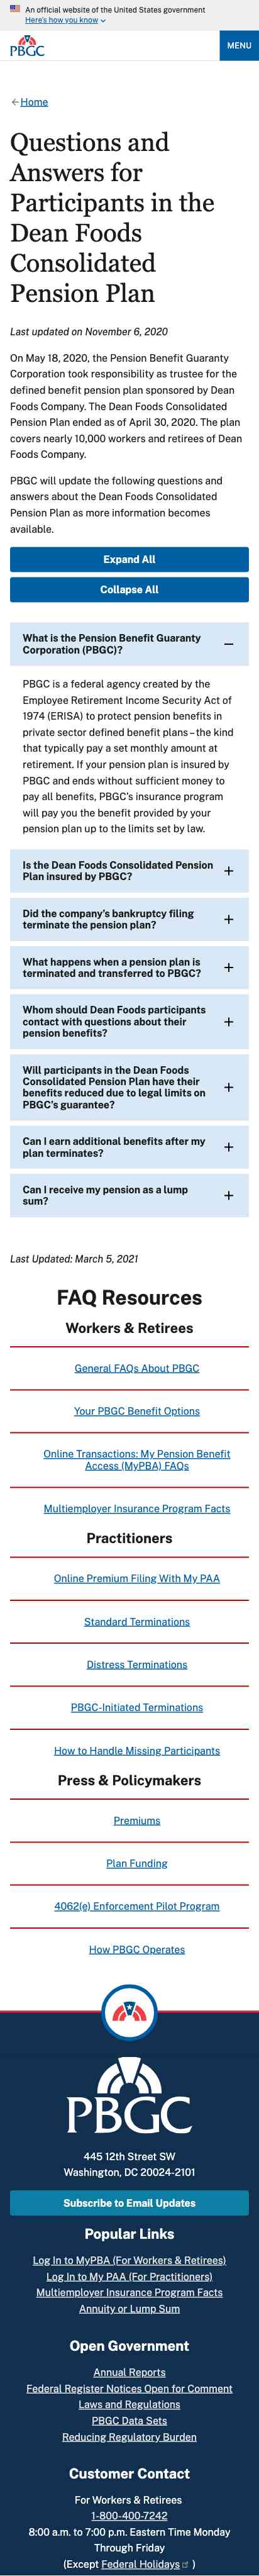 An official website of the United States government
Here's how you know
PBGC
MENU
Home
Questions and
Answers for
Participants in the
Dean Foods
Consolidated
Pension Plan
Last updated on November 6, 2020
On May 18, 2020, the Pension Benefit Guaranty
Corporation took responsibility as trustee for the
defined benefit pension plan sponsored by Dean
Foods Company. The Dean Foods Consolidated
Pension Plan ended as of April 30, 2020. The plan
covers nearly 10,000 workers and retirees of Dean
Foods Company.
PBGC will update the following questions and
answers about the Dean Foods Consolidated
Pension Plan as more information becomes
available.
Expand All
Collapse All
What is the Pension Benefit Guaranty
Corporation (PBGC)?
PBGC is a federal agency created by the
Employee Retirement Income Security Act of
1974 (ERISA) to protect pension benefits in
private sector defined benefit plans – the kind
that typically pay a set monthly amount at
retirement. If your pension plan is insured by
PBGC and ends without sufficient money to
pay all benefits, PBGC's insurance program
will pay you the benefit provided by your
pension plan up to the limits set by law.
Is the Dean Foods Consolidated Pension
Plan insured by PBGC?
Did the company's bankruptcy filing
terminate the pension plan?
What happens when a pension plan is
terminated and transferred to PBGC?
Whom should Dean Foods participants
contact with questions about their
pension benefits?
Will participants in the Dean Foods
Consolidated Pension Plan have their
benefits reduced due to legal limits on
PBGC's guarantee?
Can I earn additional benefits after my
plan terminates?
Can I receive my pension as a lump
sum?
Last Updated: March 5, 2021
FAQ Resources
Workers & Retirees
General FAQs About PBGC
Your PBGC Benefit Options
Online Transactions: My Pension Benefit
Access (MyPBA) FAQs
Multiemployer Insurance Program Facts
Practitioners
Online Premium Filing With My PAA
Standard Terminations
Distress Terminations
PBGC-Initiated Terminations
How to Handle Missing Participants
Press & Policymakers
Premiums
Plan Funding
4062(e) Enforcement Pilot Program
How PBGC Operates
PBGC
445 12th Street SW
Washington, DC 20024-2101
Subscribe to Email Updates
Popular Links
Log In to MyPBA (For Workers & Retirees)
Log In to My PAA (For Practitioners)
Multiemployer Insurance Program Facts
Annuity or Lump Sum
Open Government
Annual Reports
Federal Register Notices Open for Comment
Laws and Regulations
PBGC Data Sets
Reducing Regulatory Burden
Customer Contact
For Workers & Retirees
1-800-400-7242
8:00 a.m. to 7:00 p.m. Eastern Time Monday
Through Friday
(Except Federal Holidays )